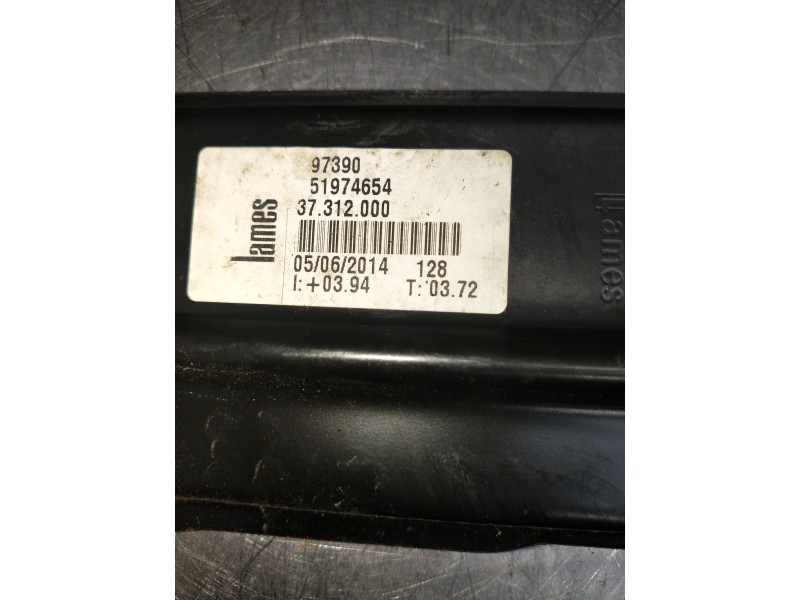 97390
51974654
37.312.000
lames
05/06/2014 128
I:+03.94 T:'03.72
Lames